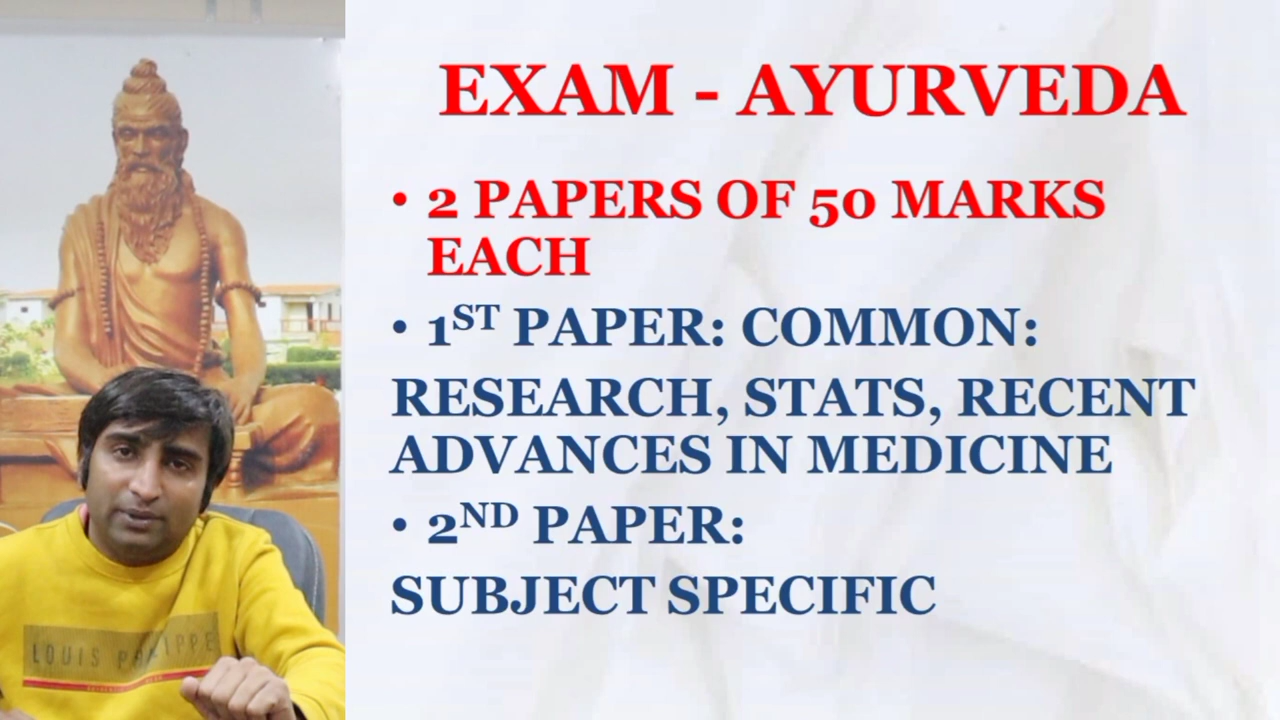 EXAM - AYURVEDA
• 2 PAPERS OF 50 MARKS
EACH
• 1ST PAPER: COMMON:
RESEARCH, STATS, RECENT
ADVANCES IN MEDICINE
• 2ND PAPER:
SUBJECT SPECIFIC
LOUIS PHILIPPE